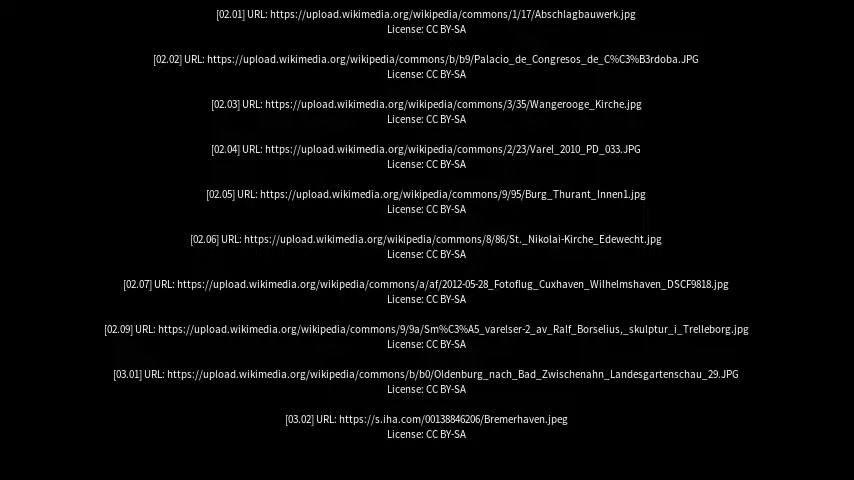 [02.01] URL: https://upload.wikimedia.org/wikipedia/commons/1/17/Abschlagbauwerk.jpg
License: CC BY-SA
[02.02] URL: https://upload.wikimedia.org/wikipedia/commons/b/b9/Palacio_de_Congresos_de_C%C3%B3rdoba.JPG
License: CC BY-SA
[02.03] URL: https://upload.wikimedia.org/wikipedia/commons/3/35/Wangerooge_Kirche.jpg
License: CC BY-SA
[02.04] URL: https://upload.wikimedia.org/wikipedia/commons/2/23/Varel_2010_PD_033.JPG
License: CC BY-SA
[02.05] URL: https://upload.wikimedia.org/wikipedia/commons/9/95/Burg_Thurant_Innen1.jpg
License: CC BY-SA
[02.06] URL: https://upload.wikimedia.org/wikipedia/commons/8/86/St._Nikolai-Kirche_Edewecht.jpg
License: CC BY-SA
[02.07] URL: https://upload.wikimedia.org/wikipedia/commons/a/af/2012-05-28_Fotoflug_Cuxhaven_Wilhelmshaven_DSCF9818.jpg
License: CC BY-SA
[02.09] URL: https://upload.wikimedia.org/wikipedia/commons/9/9a/Sm%C3%A5_varelser-2_av_Ralf_Borselius,_skulptur_i_Trelleborg.jpg
License: CC BY-SA
[03.01] URL: https://upload.wikimedia.org/wikipedia/commons/b/b0/Oldenburg_nach_Bad_Zwischenahn_Landesgartenschau_29.JPG
License: CC BY-SA
[03.02] URL: https://s.iha.com/00138846206/Bremerhaven.jpeg
License: CC BY-SA